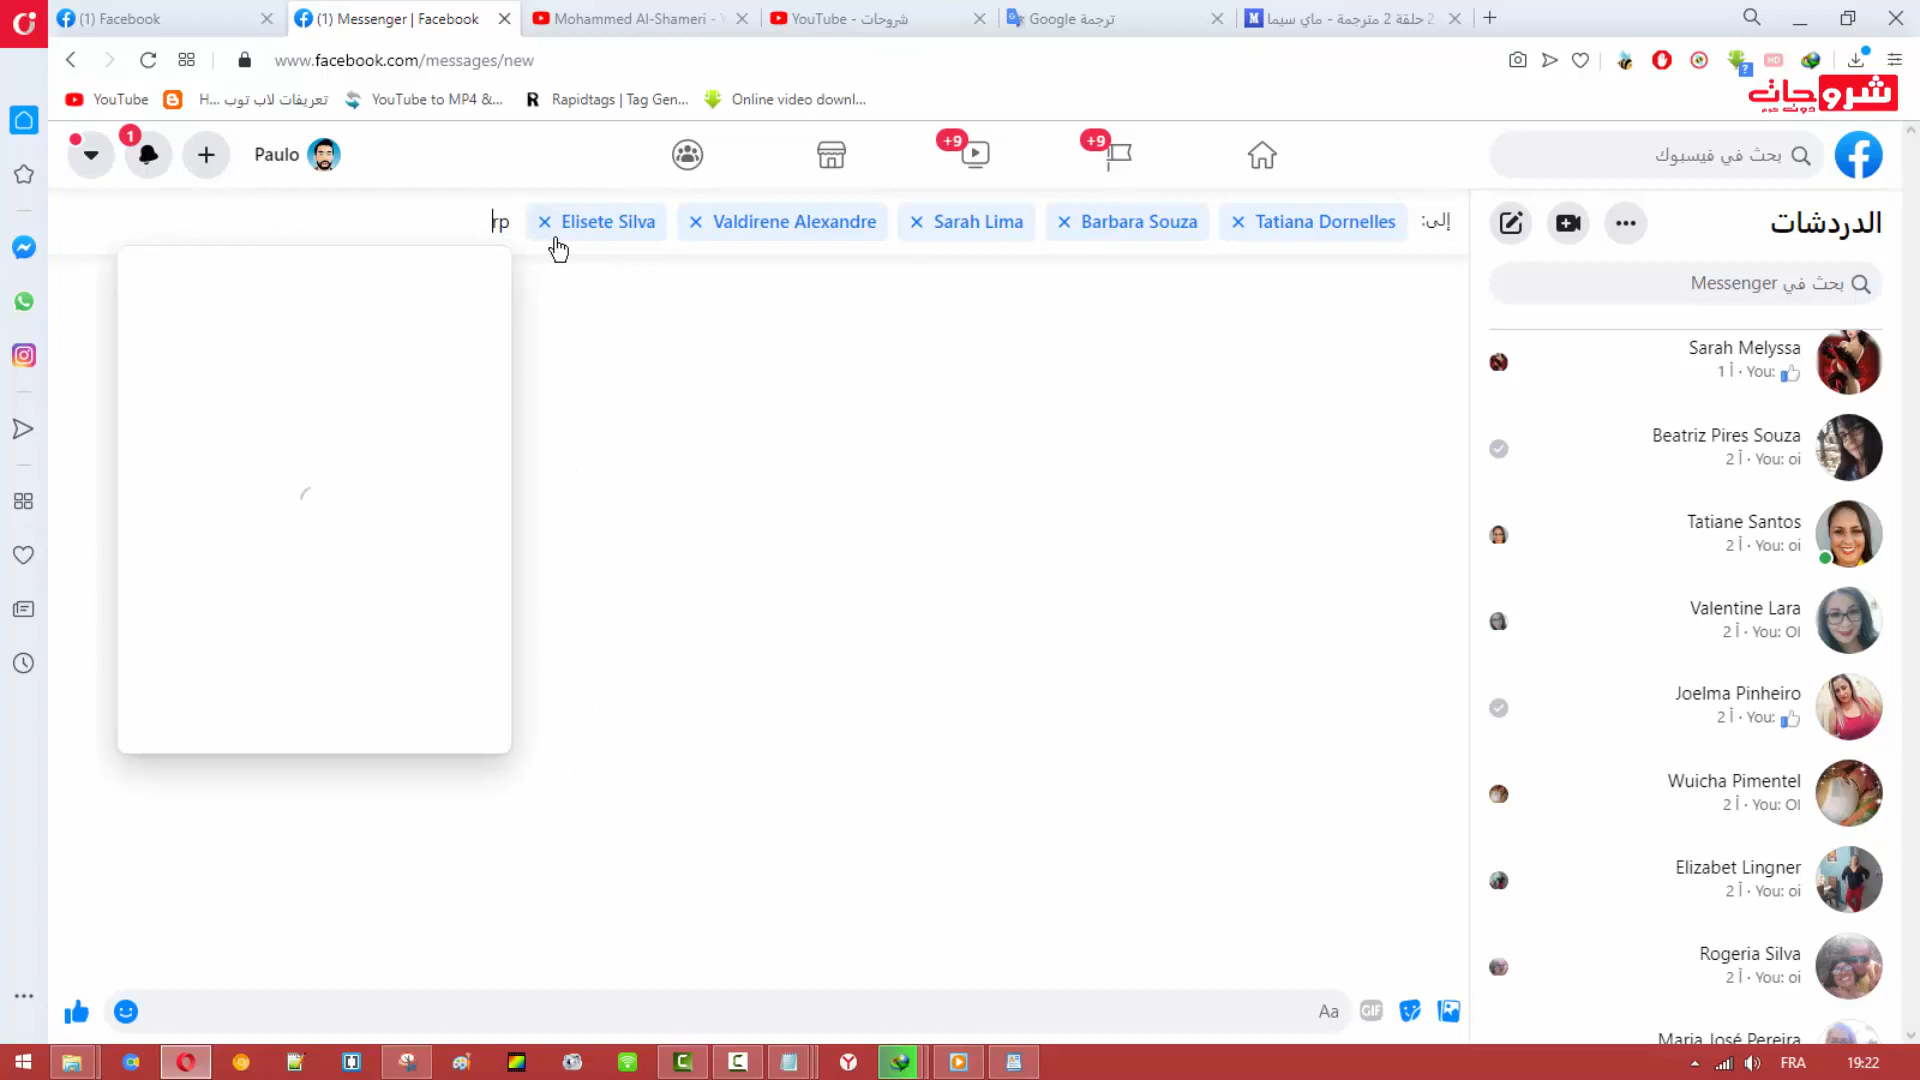 (1) Facebook
(1) Messenger | Facebook
Mohammed Al-Shameri -
YouTube - شروحات
ترجمة Google
2 حلقة 2 مترجمة - ماي سيما
www.facebook.com/messages/new
YouTube
تعريفات لاب توب ...H
YouTube to MP4 &...
Rapidtags | Tag Gen...
Online video downl...
شروحات
HD
?
1
Paulo
+9
+9
بحث في فيسبوك
إلى:
Tatiana Dornelles
Barbara Souza
Sarah Lima
Valdirene Alexandre
Elisete Silva
rp
الدردشات
بحث في Messenger
Sarah Melyssa
You: · أ 1
Beatriz Pires Souza
You: oi · أ 2
Tatiane Santos
You: oi · أ 2
Valentine Lara
You: OI · أ 2
Joelma Pinheiro
You: · أ 2
Wuicha Pimentel
You: OI · أ 2
Elizabet Lingner
You: oi · أ 2
Rogeria Silva
You: oi · أ 2
Maria José Pereira
Aa
GIF
FRA
19:22